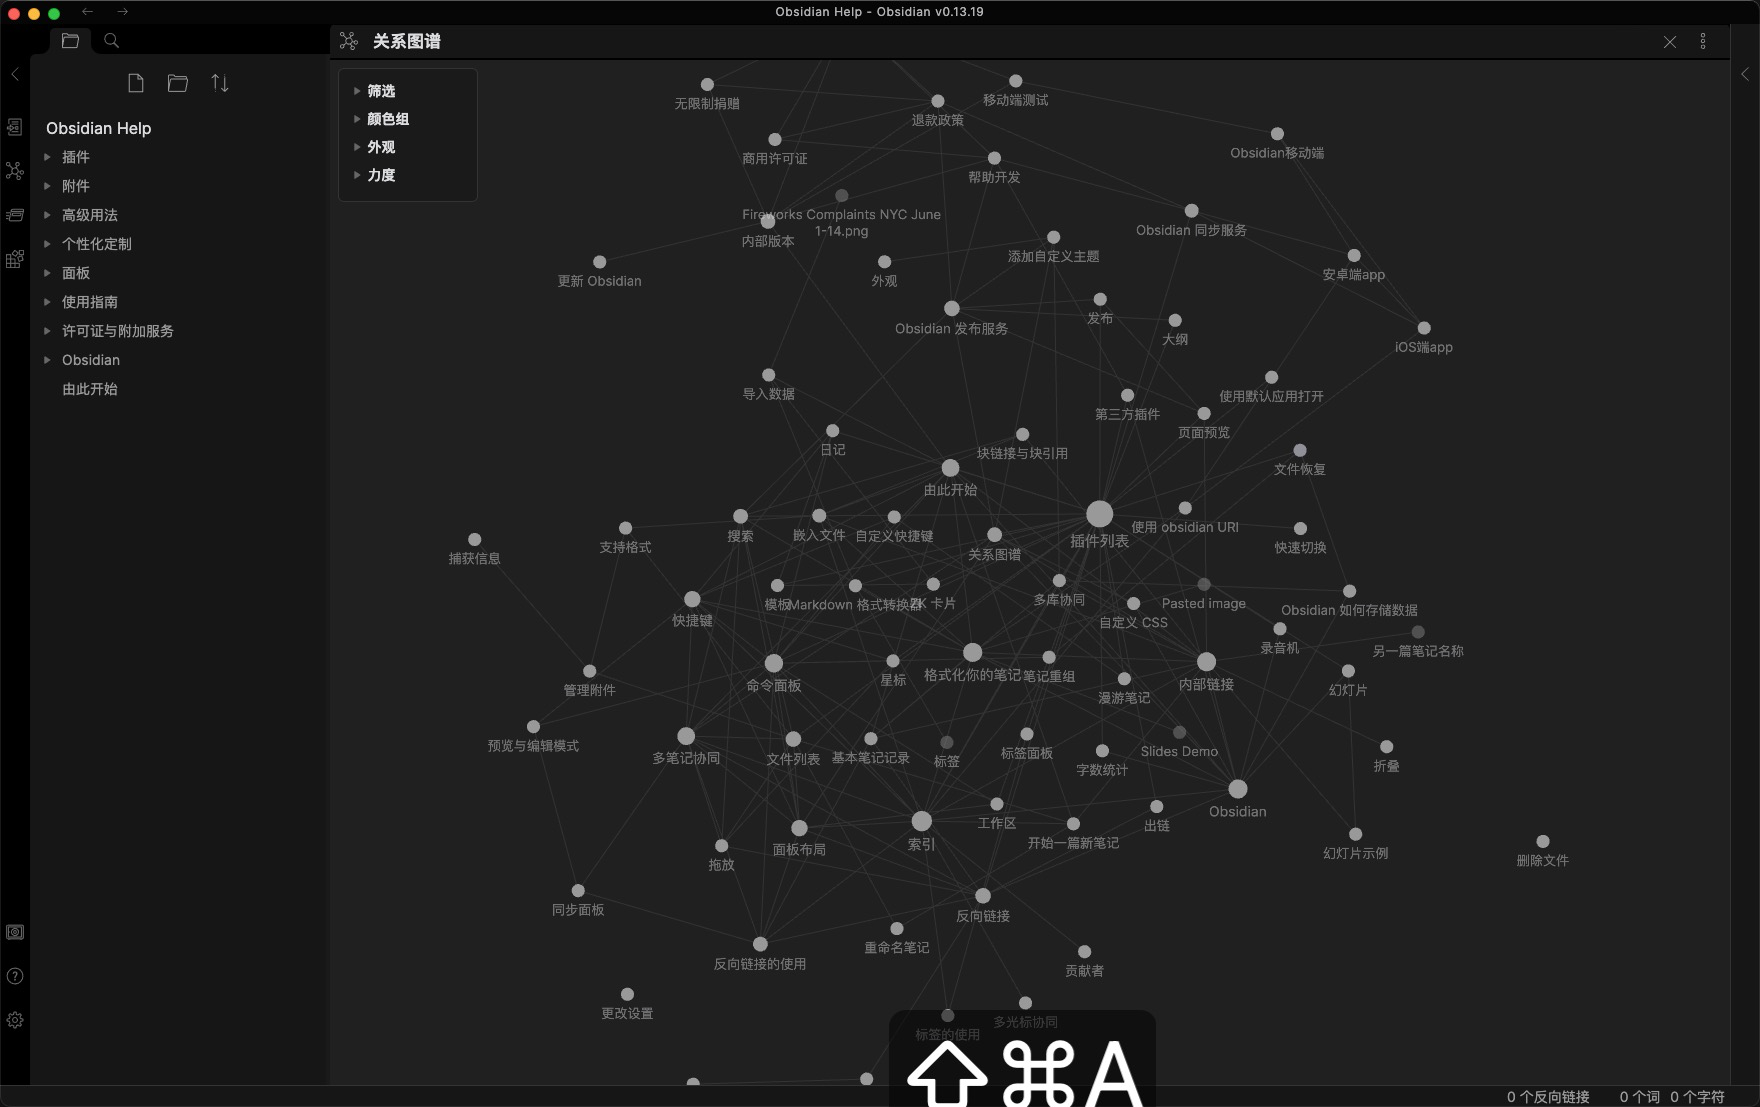 Obsidian Help - Obsidian v0.13.19
关系图谱
Obsidian Help
插件
附件
高级用法
个性化定制
面板
使用指南
许可证与附加服务
Obsidian
由此开始
筛选
颜色组
外观
力度
无限制捐赠
移动端测试
退款政策
Obsidian移动端
商用许可证
帮助开发
Fireworks Complaints NYC June
1-14.png
内部版本
Obsidian 同步服务
添加自定义主题
安卓端app
更新 Obsidian
外观
发布
Obsidian 发布服务
大纲
iOS端app
导入数据
使用默认应用打开
第三方插件
页面预览
日记
块链接与块引用
文件恢复
由此开始
使用 obsidian URI
搜索
嵌入文件
自定义快捷键
插件列表
支持格式
快速切换
捕获信息
关系图谱
模板
Markdown 格式转换器
ZK 卡片
多库协同
Pasted image
Obsidian 如何存储数据
快捷键
自定义 CSS
录音机
另一篇笔记名称
管理附件
命令面板
星标
格式化你的笔记
笔记重组
内部链接
幻灯片
漫游笔记
预览与编辑模式
多笔记协同
文件列表
基本笔记记录
标签
标签面板
Slides Demo
字数统计
折叠
Obsidian
工作区
出链
拖放
面板布局
索引
开始一篇新笔记
幻灯片示例
删除文件
同步面板
反向链接
重命名笔记
反向链接的使用
贡献者
更改设置
多光标协同
标签的使用
⇧⌘A
0 个反向链接
0 个词
0 个字符